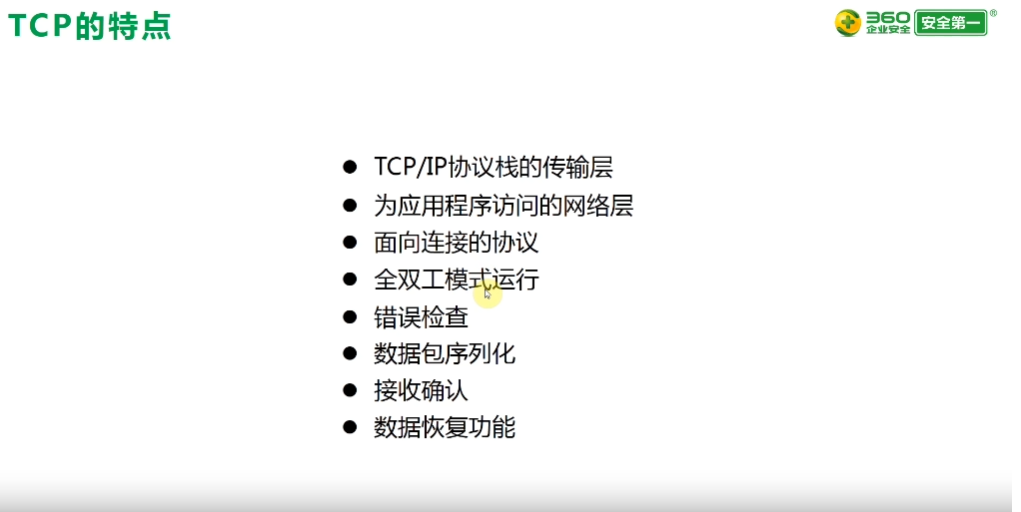 TCP的特点
360
企业安全
安全第一
®
TCP/IP协议栈的传输层
为应用程序访问的网络层
面向连接的协议
全双工模式运行
错误检查
数据包序列化
接收确认
数据恢复功能